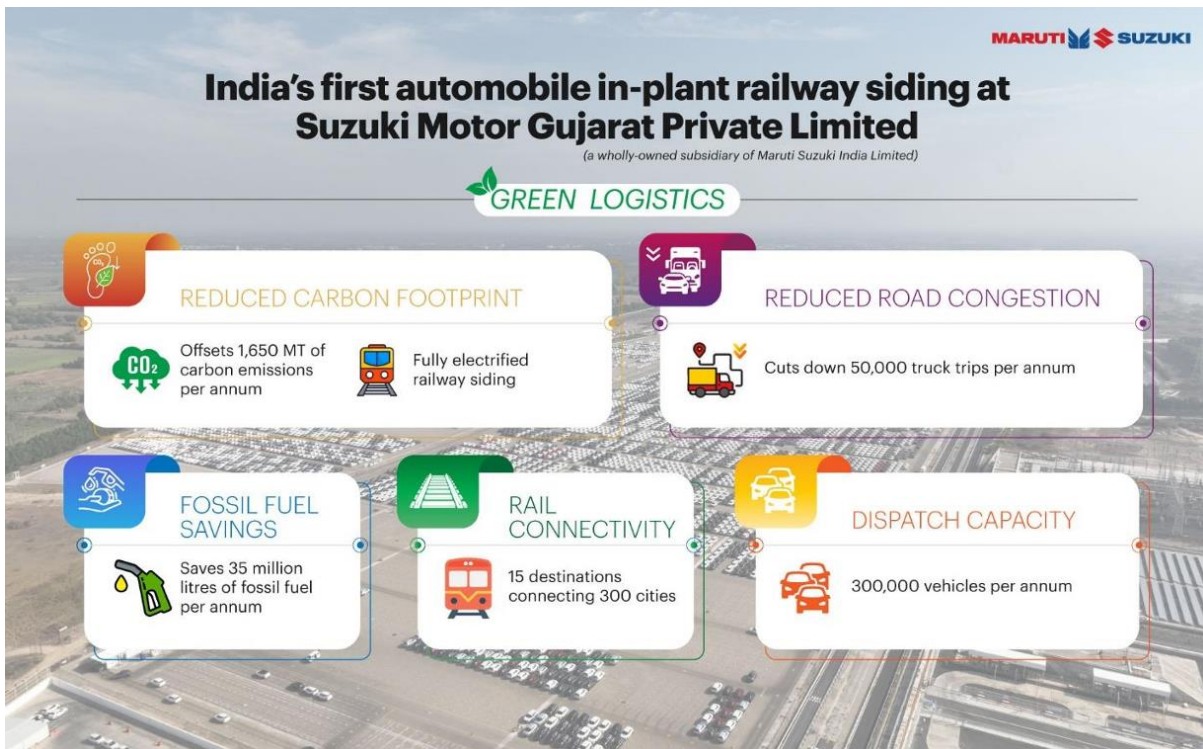 MARUTI SUZUKI
India's first automobile in-plant railway siding at
Suzuki Motor Gujarat Private Limited
(a wholly-owned subsidiary of Maruti Suzuki India Limited)
GREEN LOGISTICS
REDUCED CARBON FOOTPRINT
CO₂
Offsets 1,650 MT of
carbon emissions
per annum
Fully electrified
railway siding
REDUCED ROAD CONGESTION
Cuts down 50,000 truck trips per annum
FOSSIL FUEL
SAVINGS
Saves 35 million
litres of fossil fuel
per annum
RAIL
CONNECTIVITY
15 destinations
connecting 300 cities
DISPATCH CAPACITY
300,000 vehicles per annum